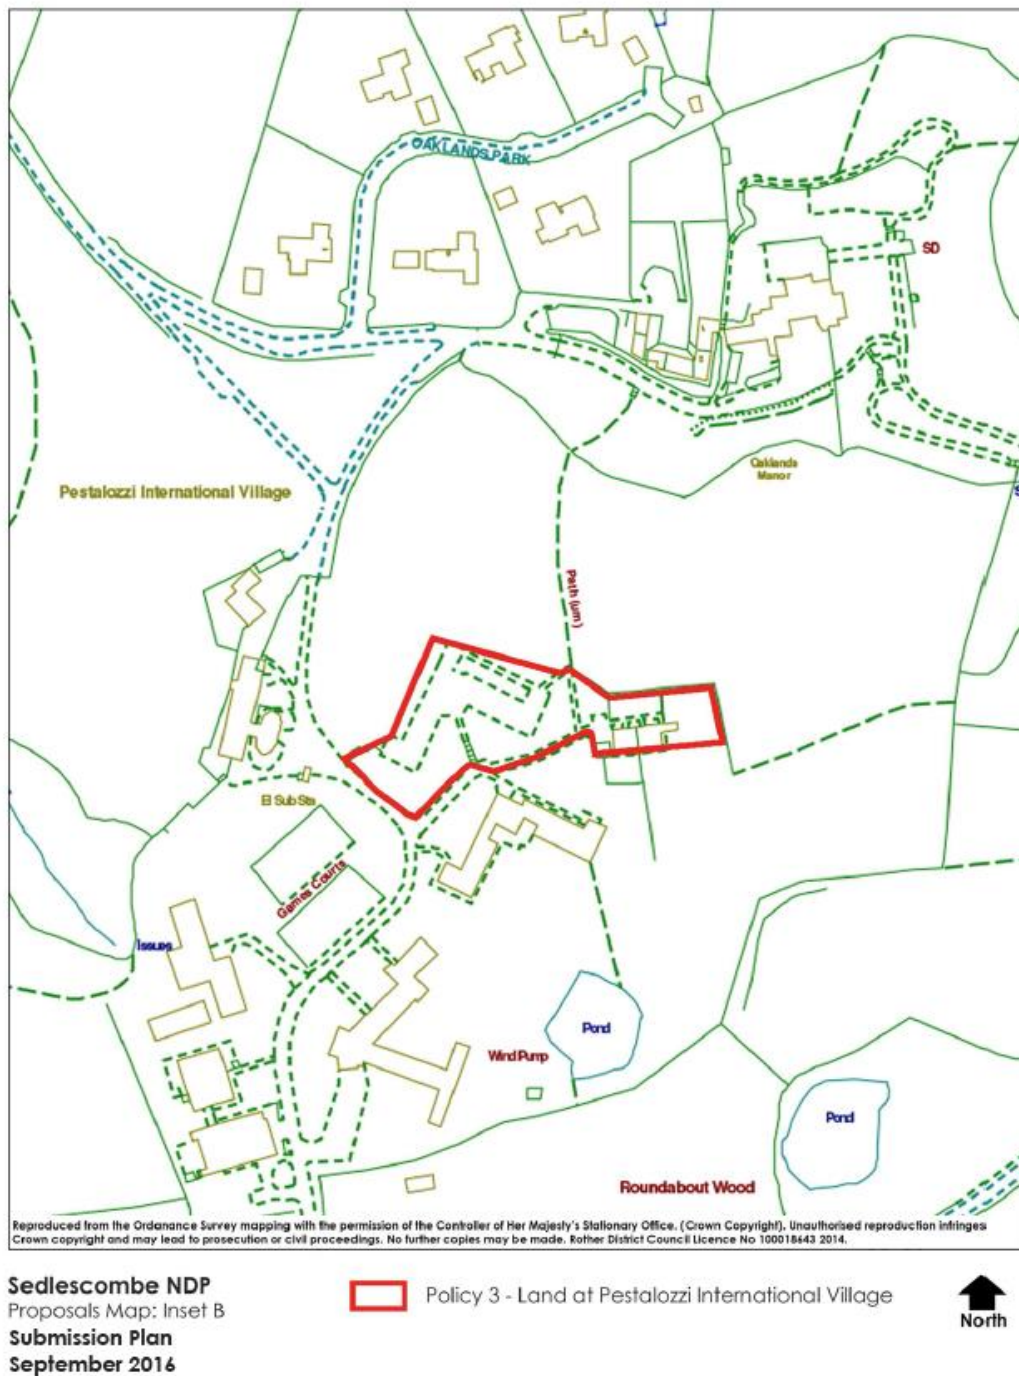 OAKLANDS PARK
SD
Oaklands
Manor
Pestalozzi International Village
Path (um)
El Sub Sta
Games Courts
Issues
Pond
Wind Pump
Pond
Roundabout Wood
Reproduced from the Ordanance Survey mapping with the permission of the Controller of Her Majesty's Stationary Office. (Crown Copyright). Unauthorised reproduction infringes
Crown copyright and may lead to prosecution or civil proceedings. No further copies may be made. Rother District Council Licence No 100018643 2014.
Sedlescombe NDP
Proposals Map: Inset B
Submission Plan
September 2016
Policy 3 - Land at Pestalozzi International Village
North